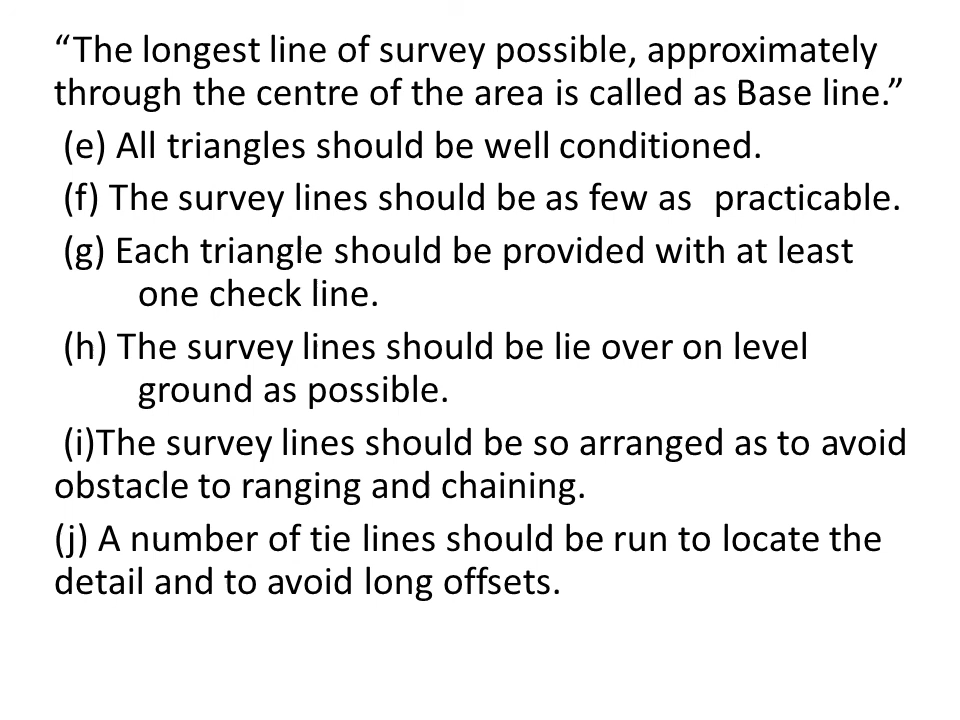 “The longest line of survey possible, approximately
through the centre of the area is called as Base line.”
(e) All triangles should be well conditioned.
(f) The survey lines should be as few as practicable.
(g) Each triangle should be provided with at least
one check line.
(h) The survey lines should be lie over on level
ground as possible.
(i)The survey lines should be so arranged as to avoid
obstacle to ranging and chaining.
(j) A number of tie lines should be run to locate the
detail and to avoid long offsets.